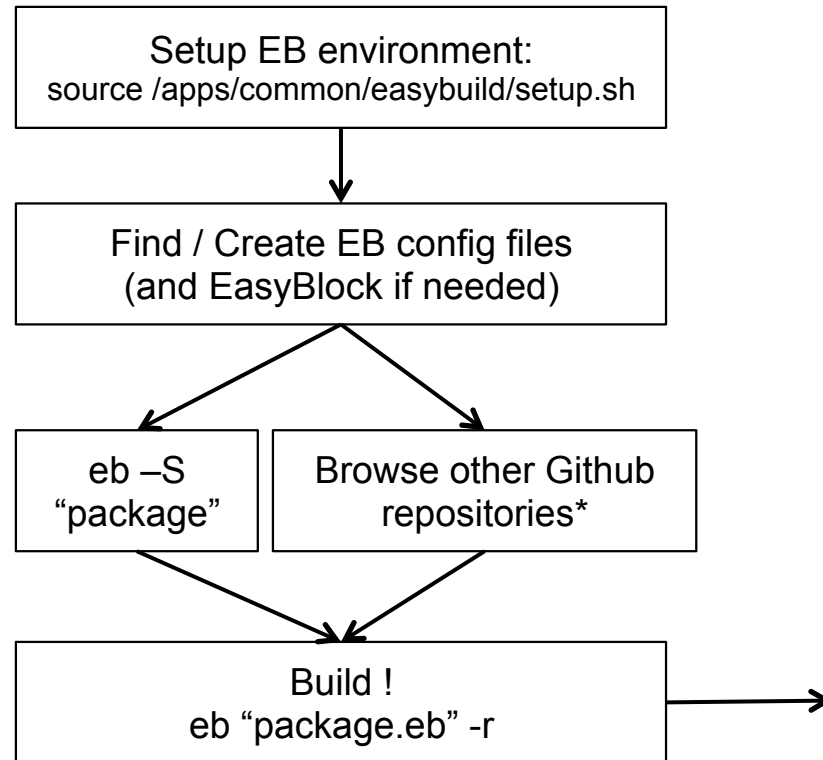 Setup EB environment:
source /apps/common/easybuild/setup.sh
Find / Create EB config files
(and EasyBlock if needed)
eb –S
“package”
Browse other Github
repositories*
Build !
eb “package.eb” -r